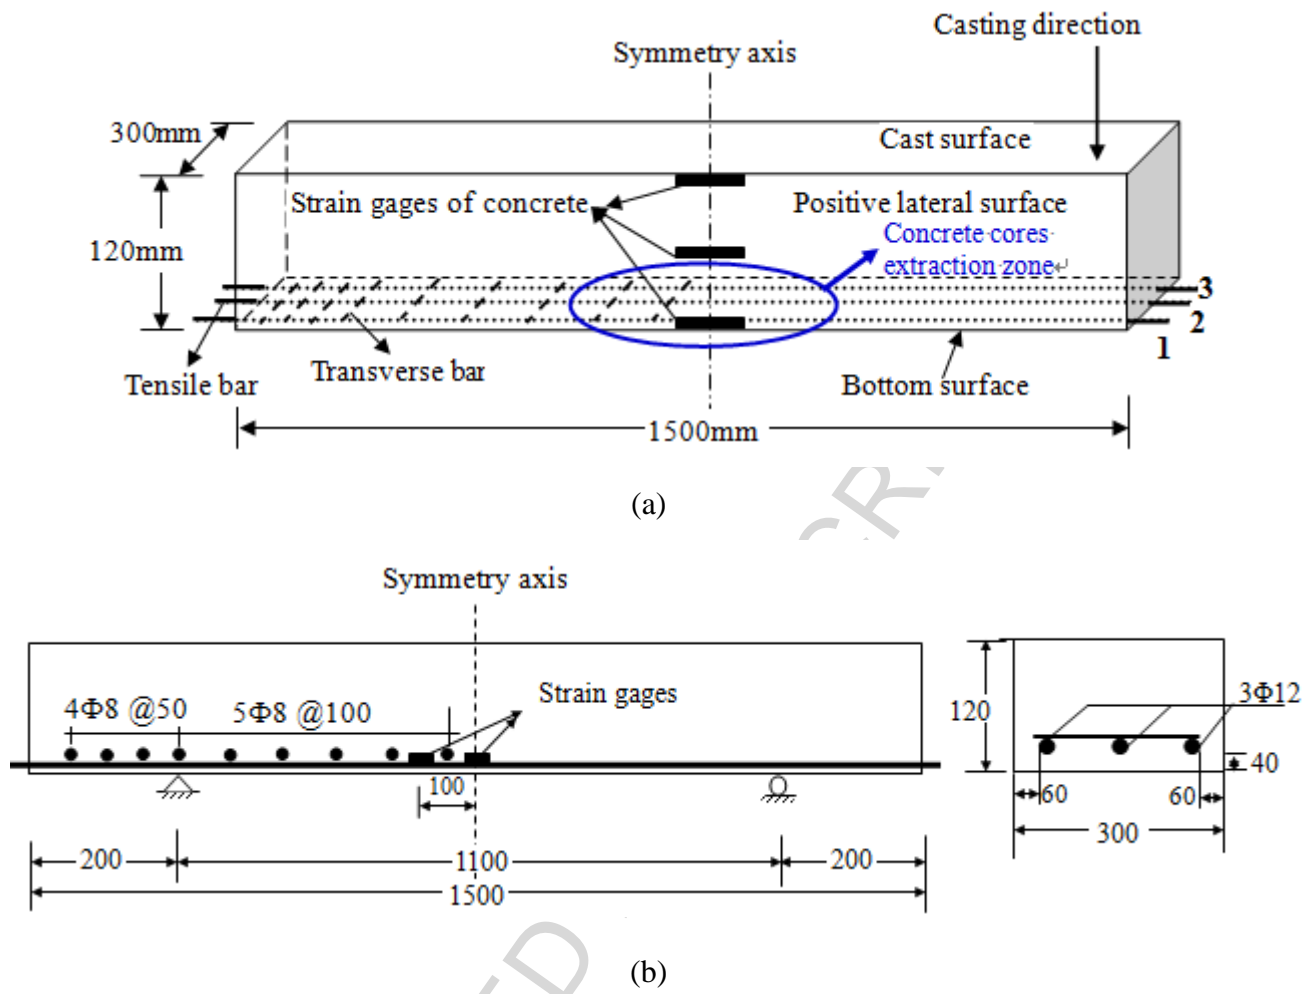 Casting direction
Symmetry axis
300mm
Cast surface
Strain gages of concrete
Positive lateral surface
Concrete cores
extraction zone
120mm
3
2
1
Tensile bar
Transverse bar
Bottom surface
1500mm
(a)
Symmetry axis
Strain gages
4Φ8 @50
5Φ8 @100
3Φ12
120
40
100
60
60
300
200
1100
200
1500
(b)